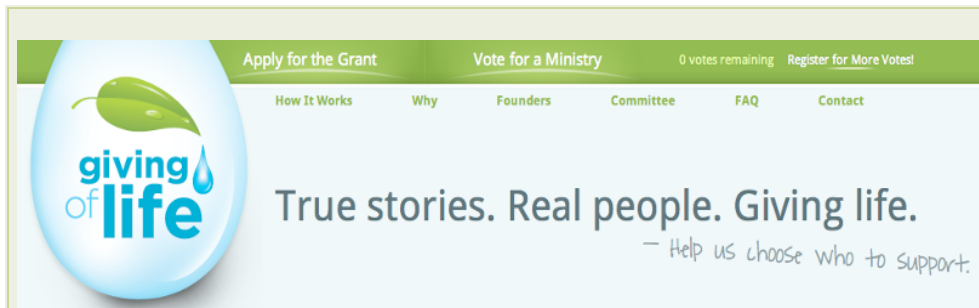 Apply for the Grant Vote for a Ministry 0 votes remaining Register for More Votes!
How It Works Why Founders Committee FAQ Contact
giving
of life
True stories. Real people. Giving life.
– Help us choose who to support.